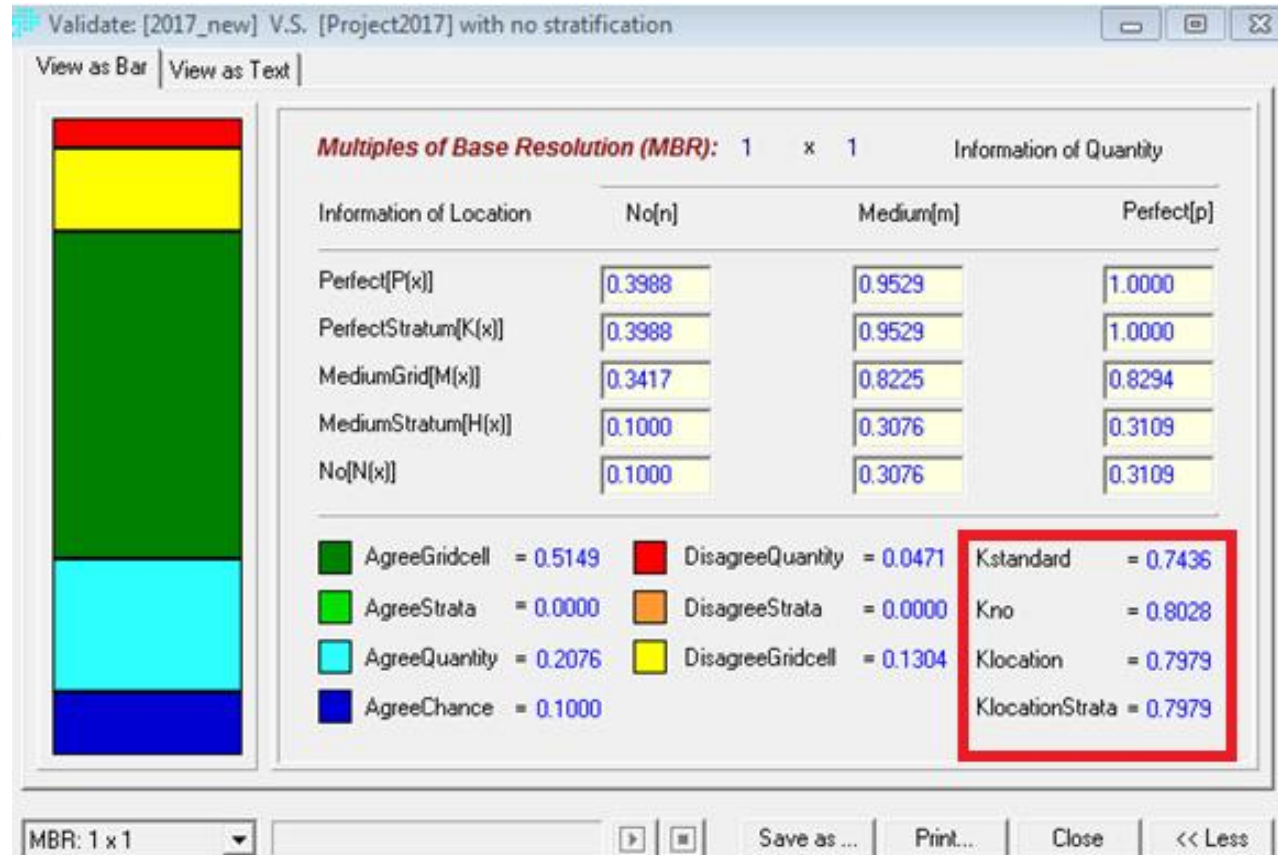 Validate: [2017_new] V.S. [Project2017] with no stratification
View as Bar View as Text
Multiples of Base Resolution (MBR): 1 x 1 Information of Quantity
Information of Location No[n] Medium[m] Perfect[p]
Perfect[P(x)] 0.3988 0.9529 1.0000
PerfectStratum[K(x)] 0.3988 0.9529 1.0000
MediumGrid[M(x)] 0.3417 0.8225 0.8294
MediumStratum[H(x)] 0.1000 0.3076 0.3109
No[N(x)] 0.1000 0.3076 0.3109
AgreeGridcell = 0.5149 DisagreeQuantity = 0.0471 Kstandard = 0.7436
AgreeStrata = 0.0000 DisagreeStrata = 0.0000 Kno = 0.8028
AgreeQuantity = 0.2076 DisagreeGridcell = 0.1304 Klocation = 0.7979
AgreeChance = 0.1000 KlocationStrata = 0.7979
MBR: 1 x 1 Save as ... Print... Close << Less